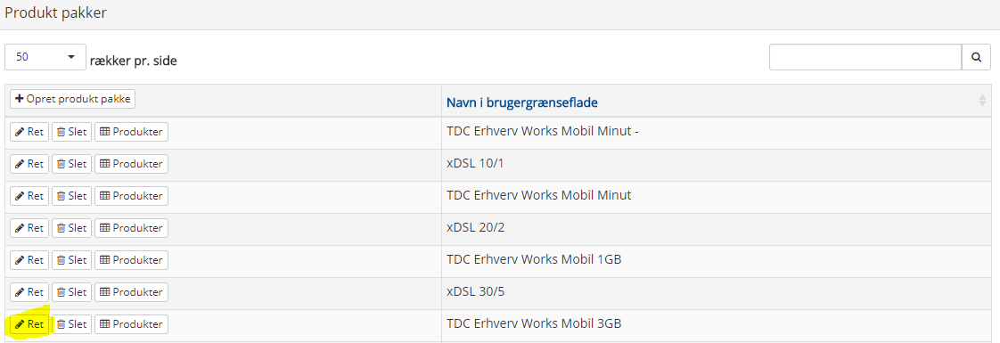 Produkt pakker
50 rækker pr. side
Opret produkt pakke Navn i brugergrænseflade
Ret Slet Produkter TDC Erhverv Works Mobil Minut -
Ret Slet Produkter xDSL 10/1
Ret Slet Produkter TDC Erhverv Works Mobil Minut
Ret Slet Produkter xDSL 20/2
Ret Slet Produkter TDC Erhverv Works Mobil 1GB
Ret Slet Produkter xDSL 30/5
Ret Slet Produkter TDC Erhverv Works Mobil 3GB